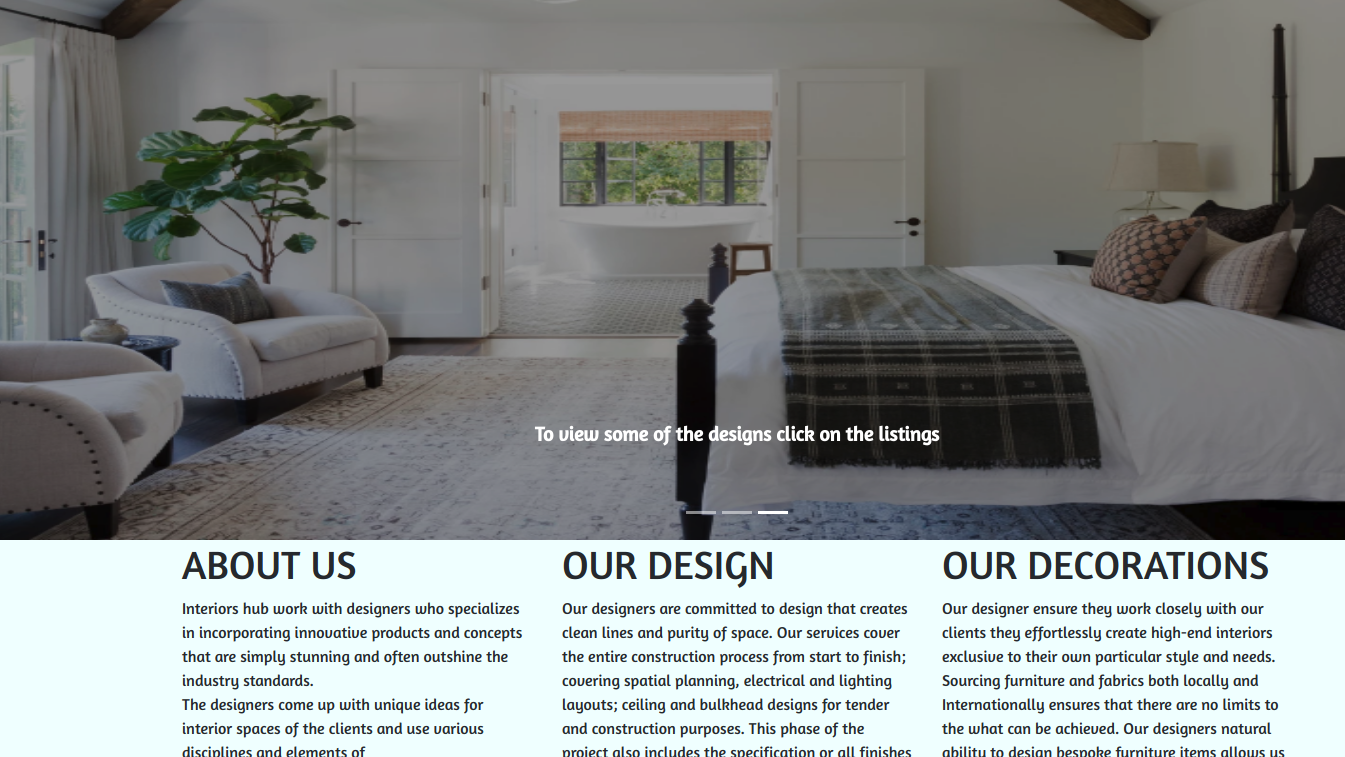 To view some of the designs click on the listings
ABOUT US
Interiors hub work with designers who specializes
in incorporating innovative products and concepts
that are simply stunning and often outshine the
industry standards.
The designers come up with unique ideas for
interior spaces of the clients and use various
disciplines and elements of
OUR DESIGN
Our designers are committed to design that creates
clean lines and purity of space. Our services cover
the entire construction process from start to finish;
covering spatial planning, electrical and lighting
layouts; ceiling and bulkhead designs for tender
and construction purposes. This phase of the
project also includes the specification or all finishes
OUR DECORATIONS
Our designer ensure they work closely with our
clients they effortlessly create high-end interiors
exclusive to their own particular style and needs.
Sourcing furniture and fabrics both locally and
Internationally ensures that there are no limits to
the what can be achieved. Our designers natural
ability to design bespoke furniture items allows us